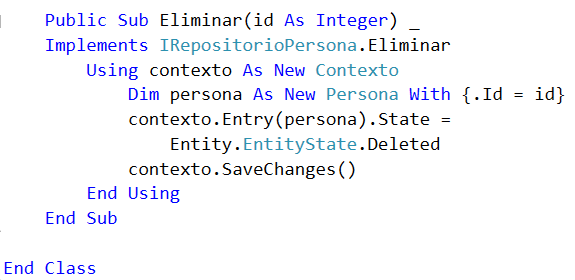 Public Sub Eliminar(id As Integer) _
Implements IRepositorioPersona.Eliminar
Using contexto As New Contexto
Dim persona As New Persona With {.Id = id}
contexto.Entry(persona).State =
Entity.EntityState.Deleted
contexto.SaveChanges()
End Using
End Sub
End Class